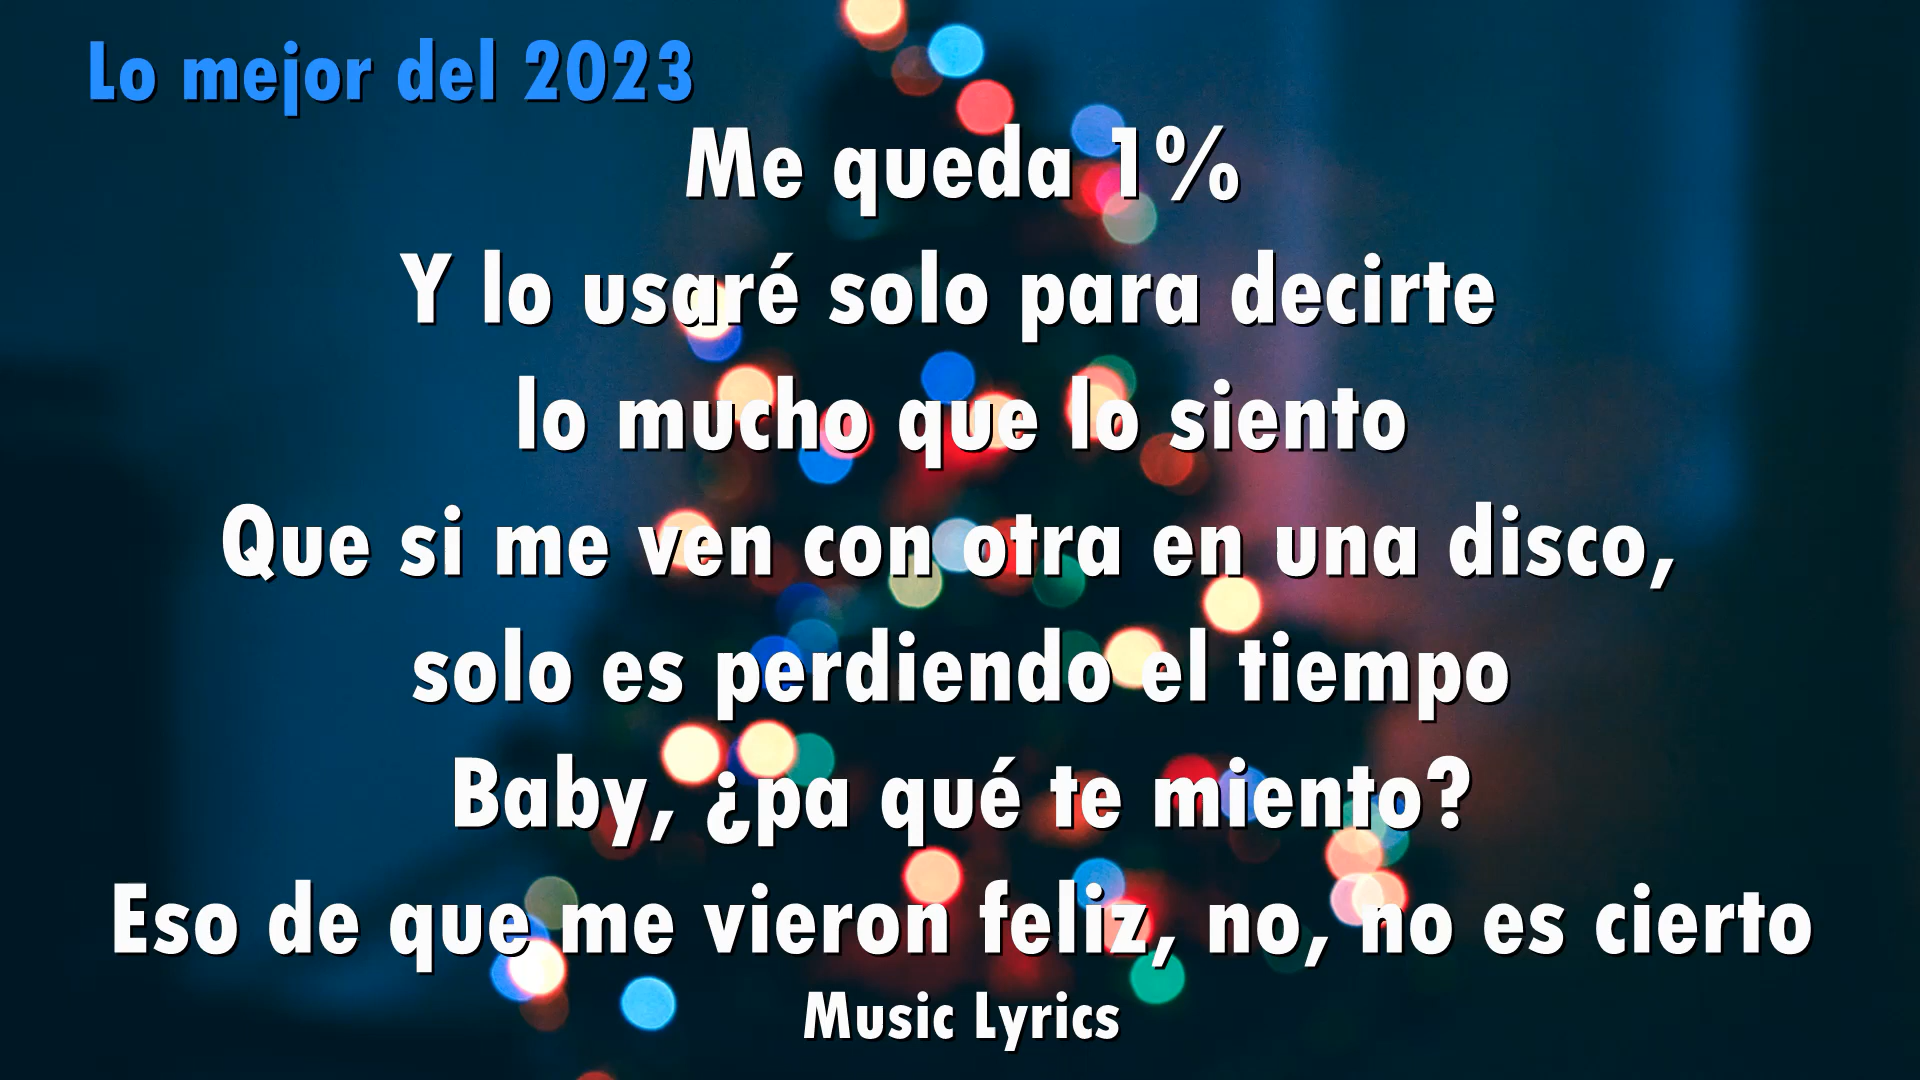 Lo mejor del 2023
Me queda 1%
Y lo usaré solo para decirte
lo mucho que lo siento
Que si me ven con otra en una disco,
solo es perdiendo el tiempo
Baby, ¿pa qué te miento?
Eso de que me vieron feliz, no, no es cierto
Music Lyrics